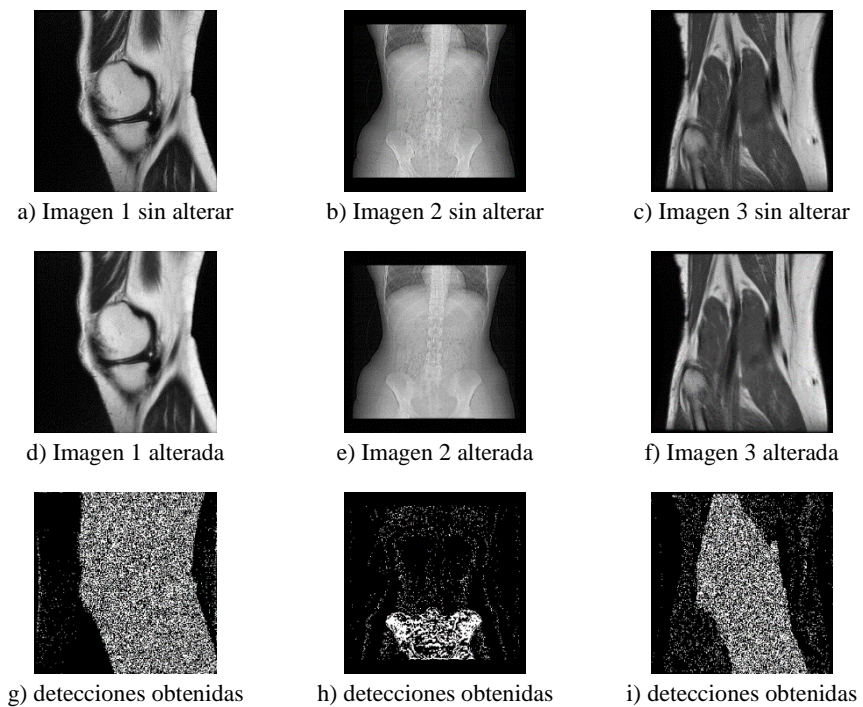 a) Imagen 1 sin alterar
b) Imagen 2 sin alterar
c) Imagen 3 sin alterar
d) Imagen 1 alterada
e) Imagen 2 alterada
f) Imagen 3 alterada
g) detecciones obtenidas
h) detecciones obtenidas
i) detecciones obtenidas